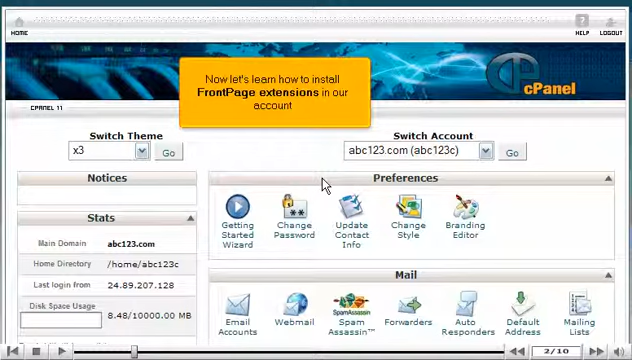 HOME
HELP
LOGOUT
cPanel
Now let's learn how to install
FrontPage extensions in our
account
CPANEL 11
Switch Theme
x3
Go
Switch Account
abc123.com (abc123c)
Go
Notices
Stats
Main Domain abc123.com
Home Directory /home/abc123c
Last login from 24.89.207.128
Disk Space Usage
8.48/10000.00 MB
Preferences
Getting
Started
Wizard
Change
Password
Update
Contact
Info
Change
Style
Branding
Editor
Mail
Email
Accounts
Webmail
SpamAssassin
Spam
Assassin™
Forwarders
Auto
Responders
Default
Address
Mailing
Lists
2/10